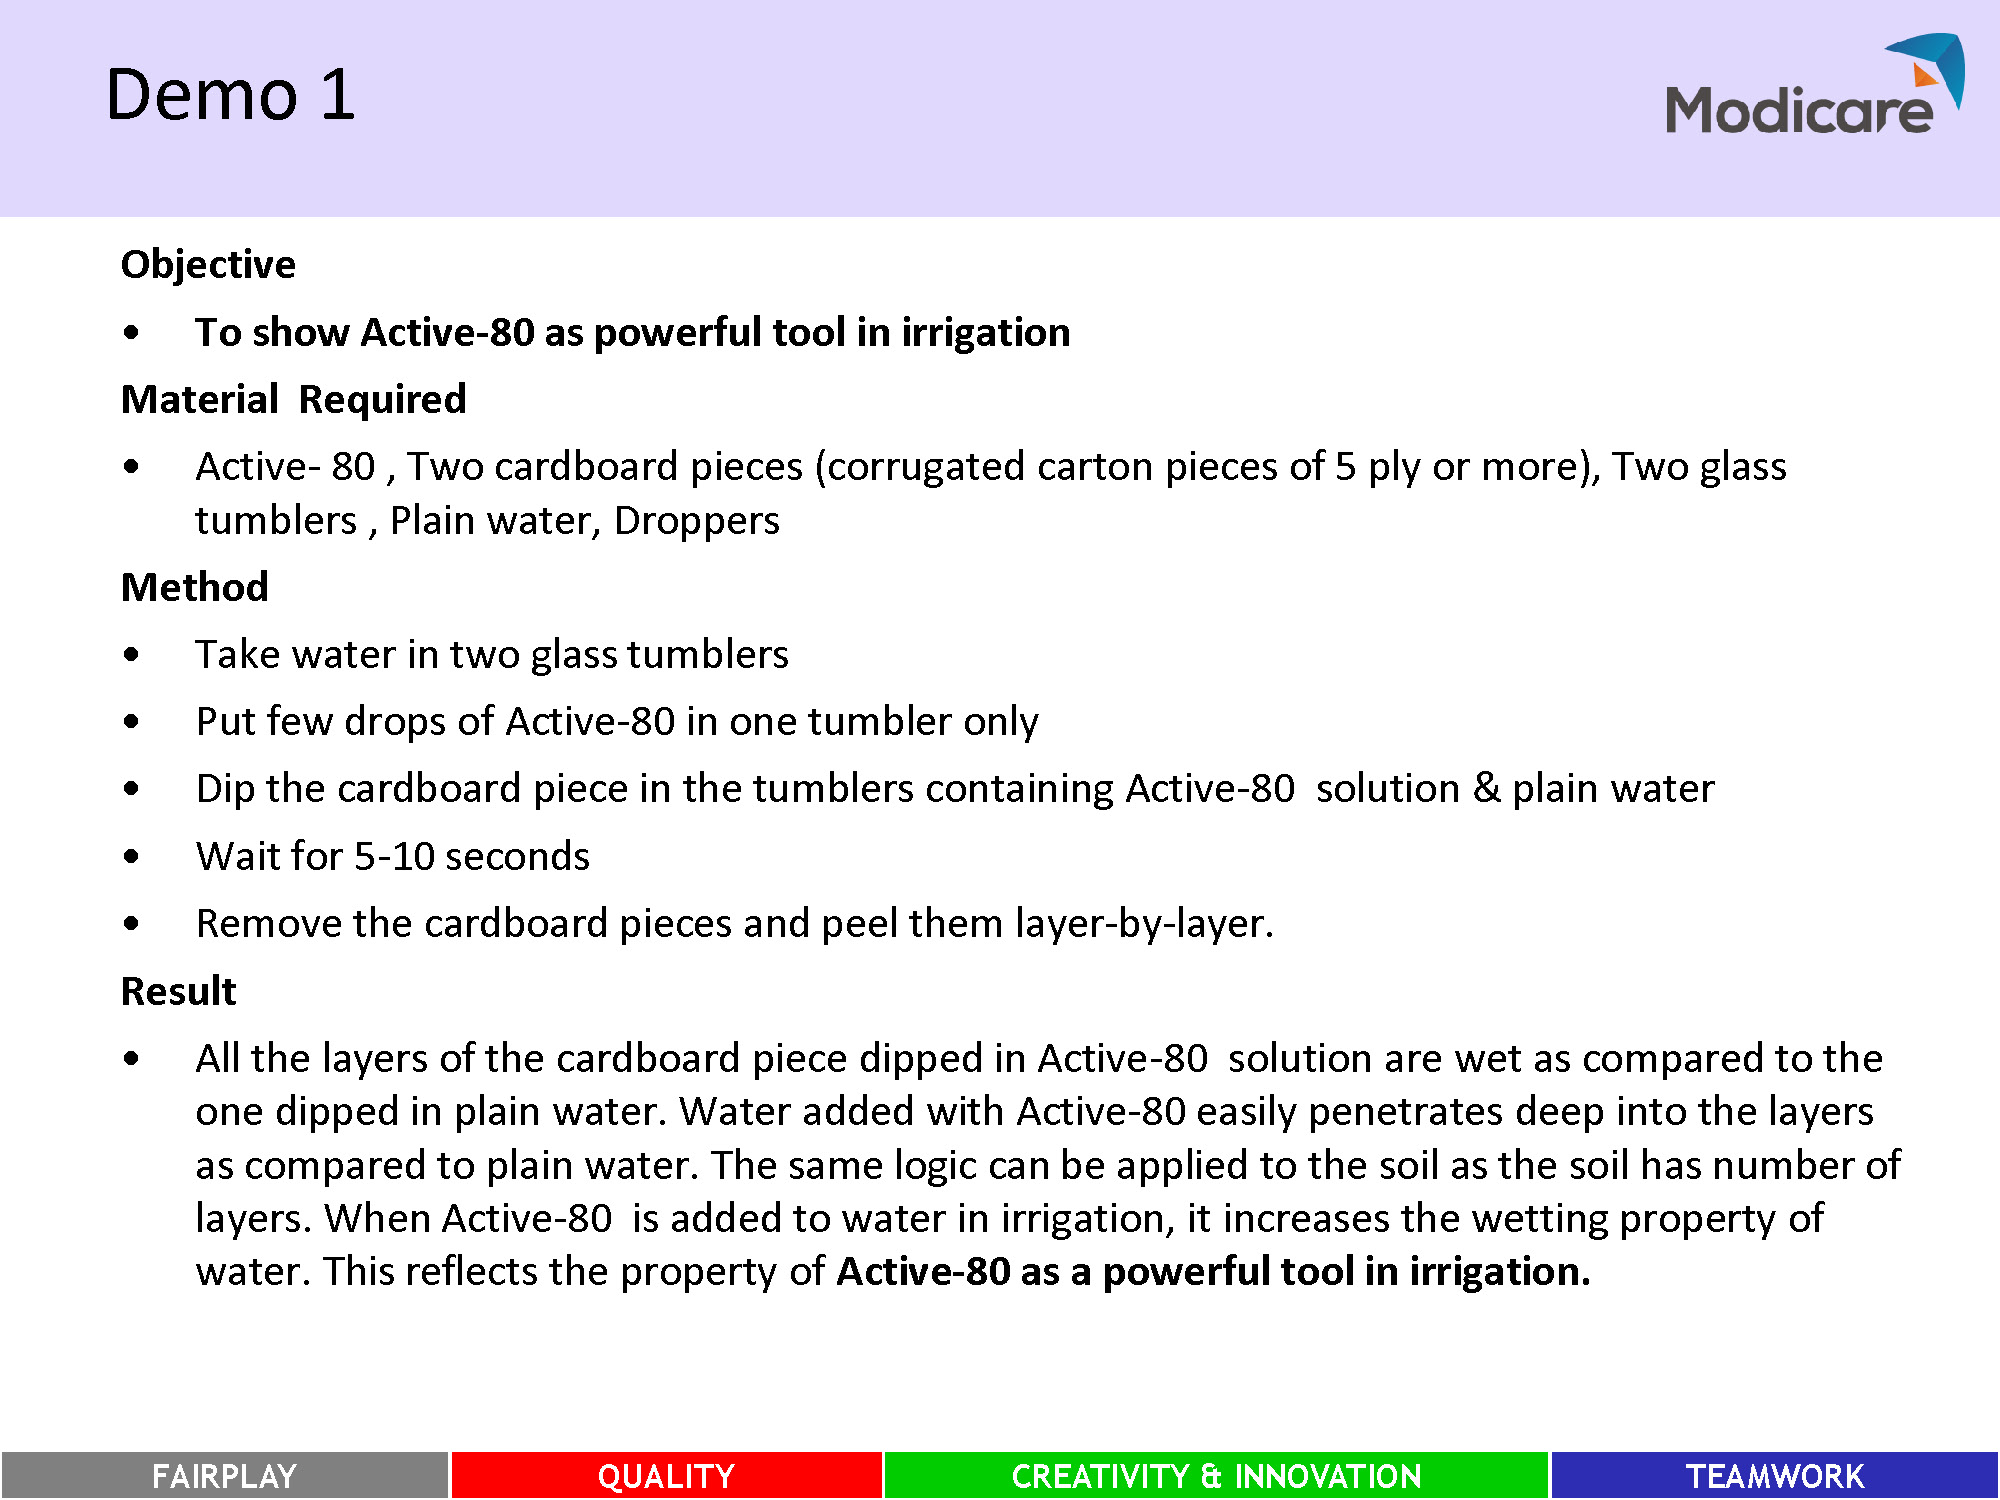 Demo 1
Modicare
Objective
• To show Active-80 as powerful tool in irrigation
Material Required
• Active- 80 , Two cardboard pieces (corrugated carton pieces of 5 ply or more), Two glass
tumblers , Plain water, Droppers
Method
• Take water in two glass tumblers
• Put few drops of Active-80 in one tumbler only
• Dip the cardboard piece in the tumblers containing Active-80 solution & plain water
• Wait for 5-10 seconds
• Remove the cardboard pieces and peel them layer-by-layer.
Result
• All the layers of the cardboard piece dipped in Active-80 solution are wet as compared to the
one dipped in plain water. Water added with Active-80 easily penetrates deep into the layers
as compared to plain water. The same logic can be applied to the soil as the soil has number of
layers. When Active-80 is added to water in irrigation, it increases the wetting property of
water. This reflects the property of Active-80 as a powerful tool in irrigation.
FAIRPLAY QUALITY CREATIVITY & INNOVATION TEAMWORK